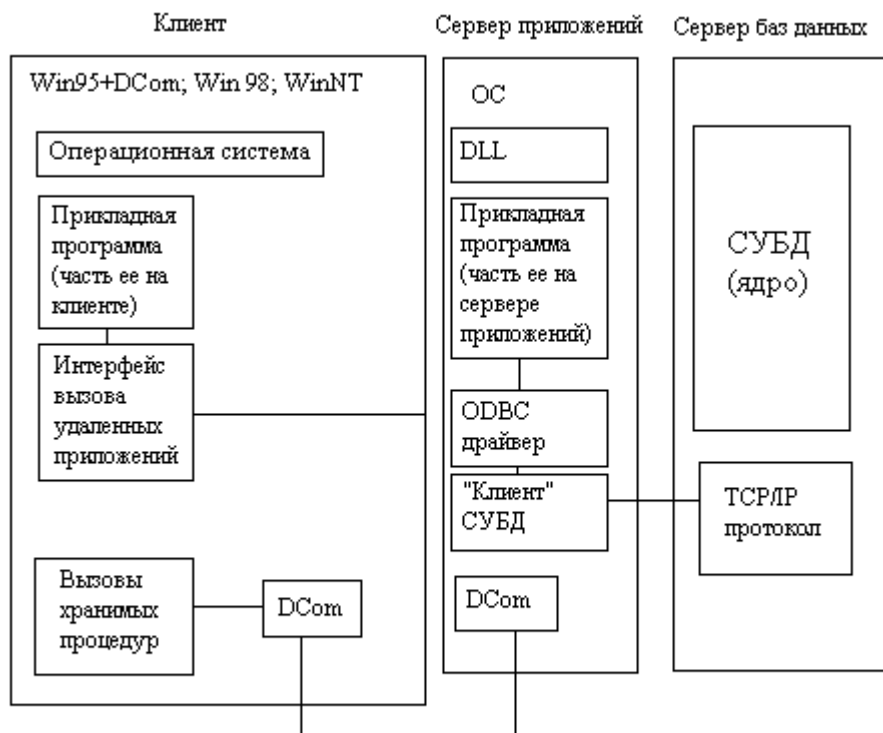 Клиент
Сервер приложений
Сервер баз данных
Win95+DCom; Win 98; WinNT
Операционная система
Прикладная
программа
(часть ее на
клиенте)
Интерфейс
вызова
удаленных
приложений
Вызовы
хранимых
процедур
DCom
ОС
DLL
Прикладная
программа
(часть ее на
сервере
приложений)
ODBC
драйвер
"Клиент"
СУБД
DCom
СУБД
(ядро)
TCP/IP
протокол